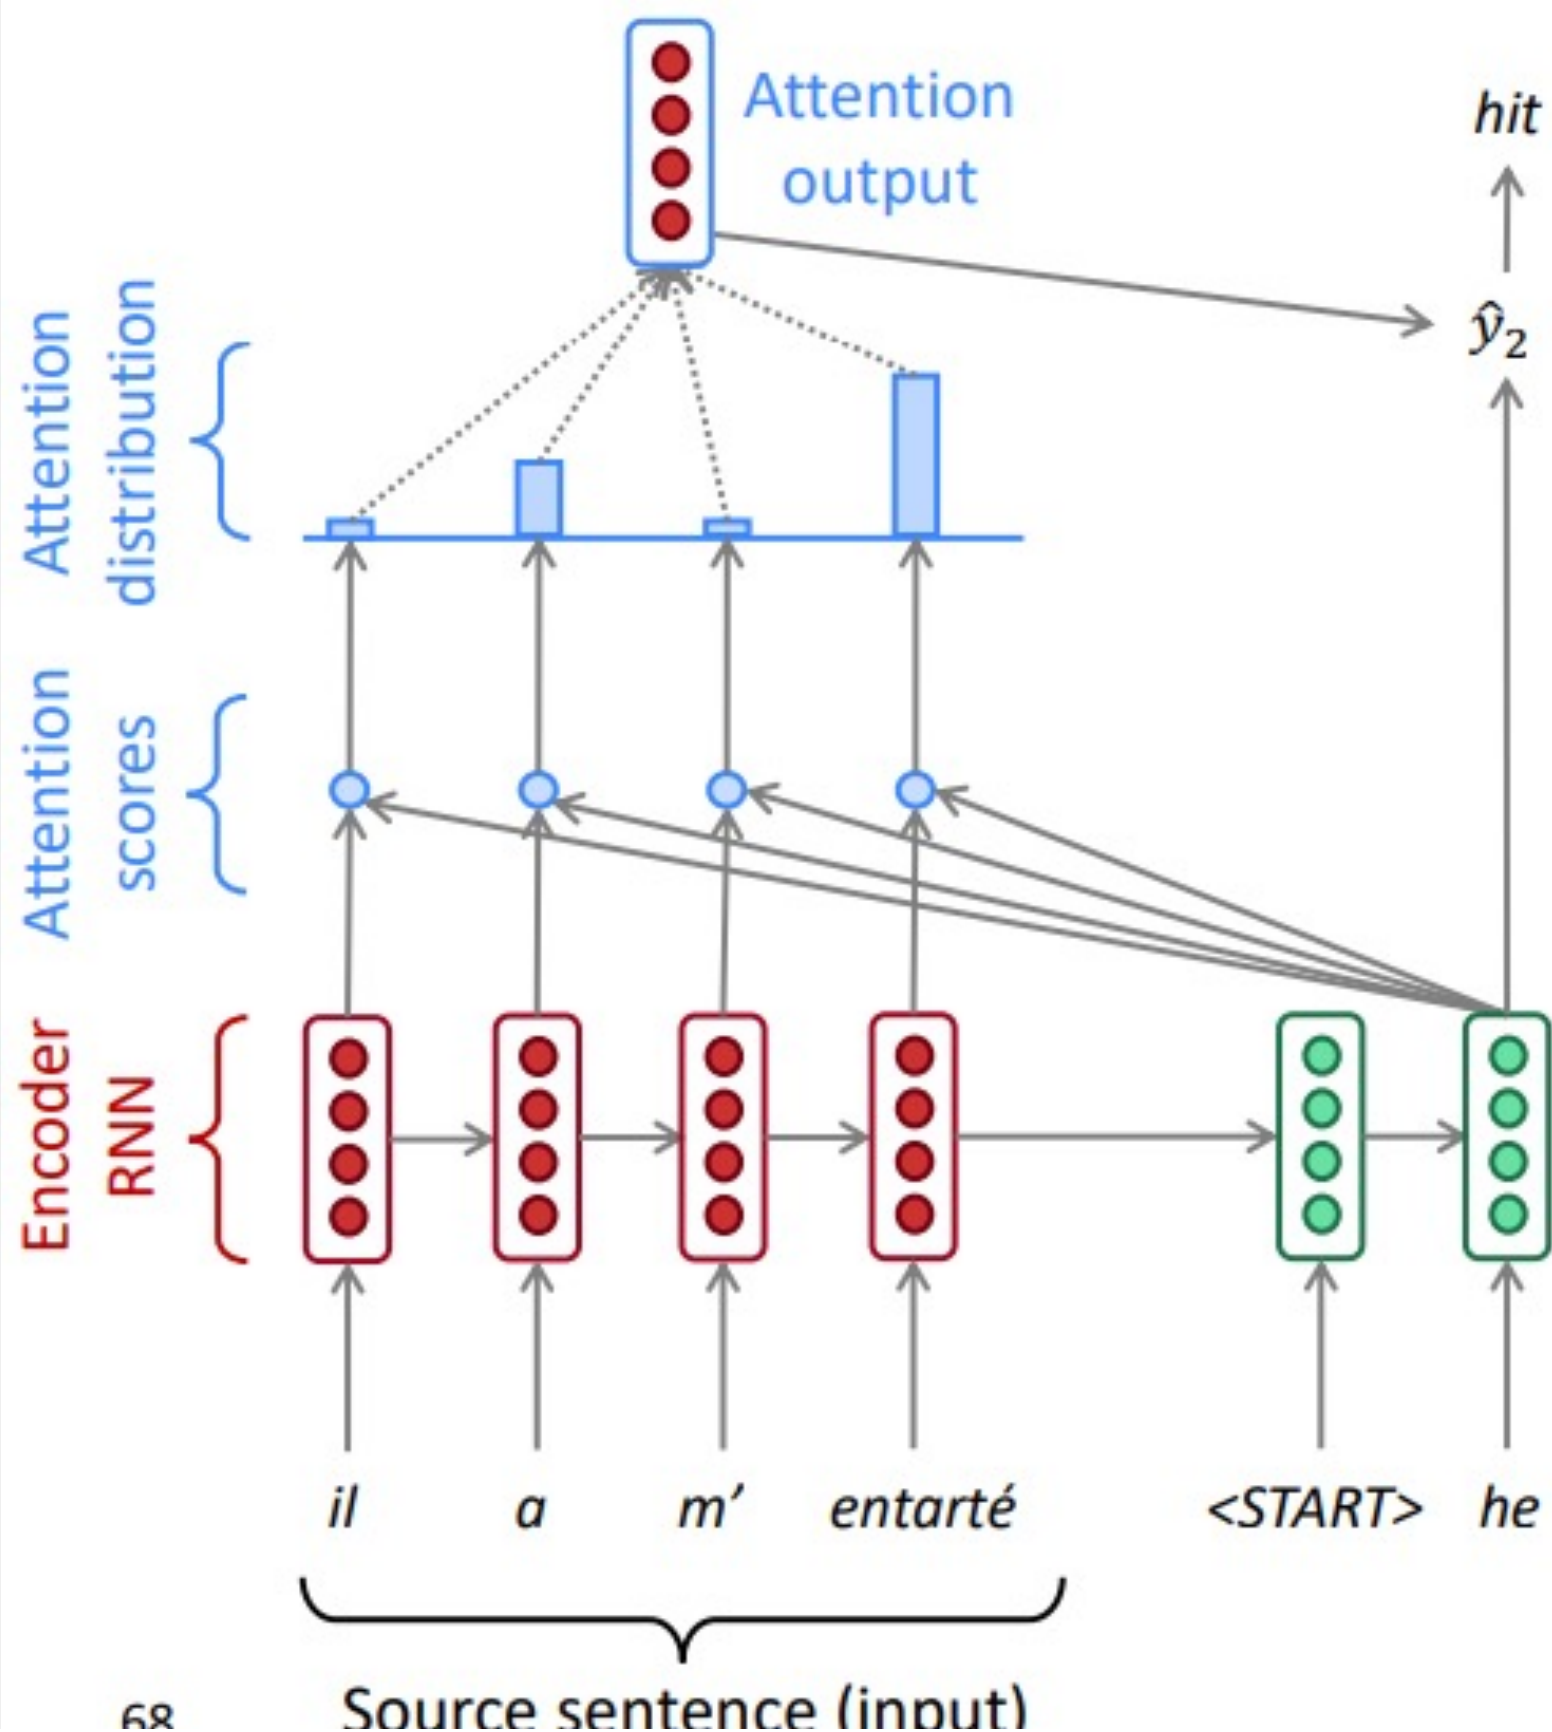 Attention
output
hit
ŷ₂
Attention
distribution
Attention
scores
Encoder
RNN
il a m’ entarté <START> he
Source sentence (input)
68